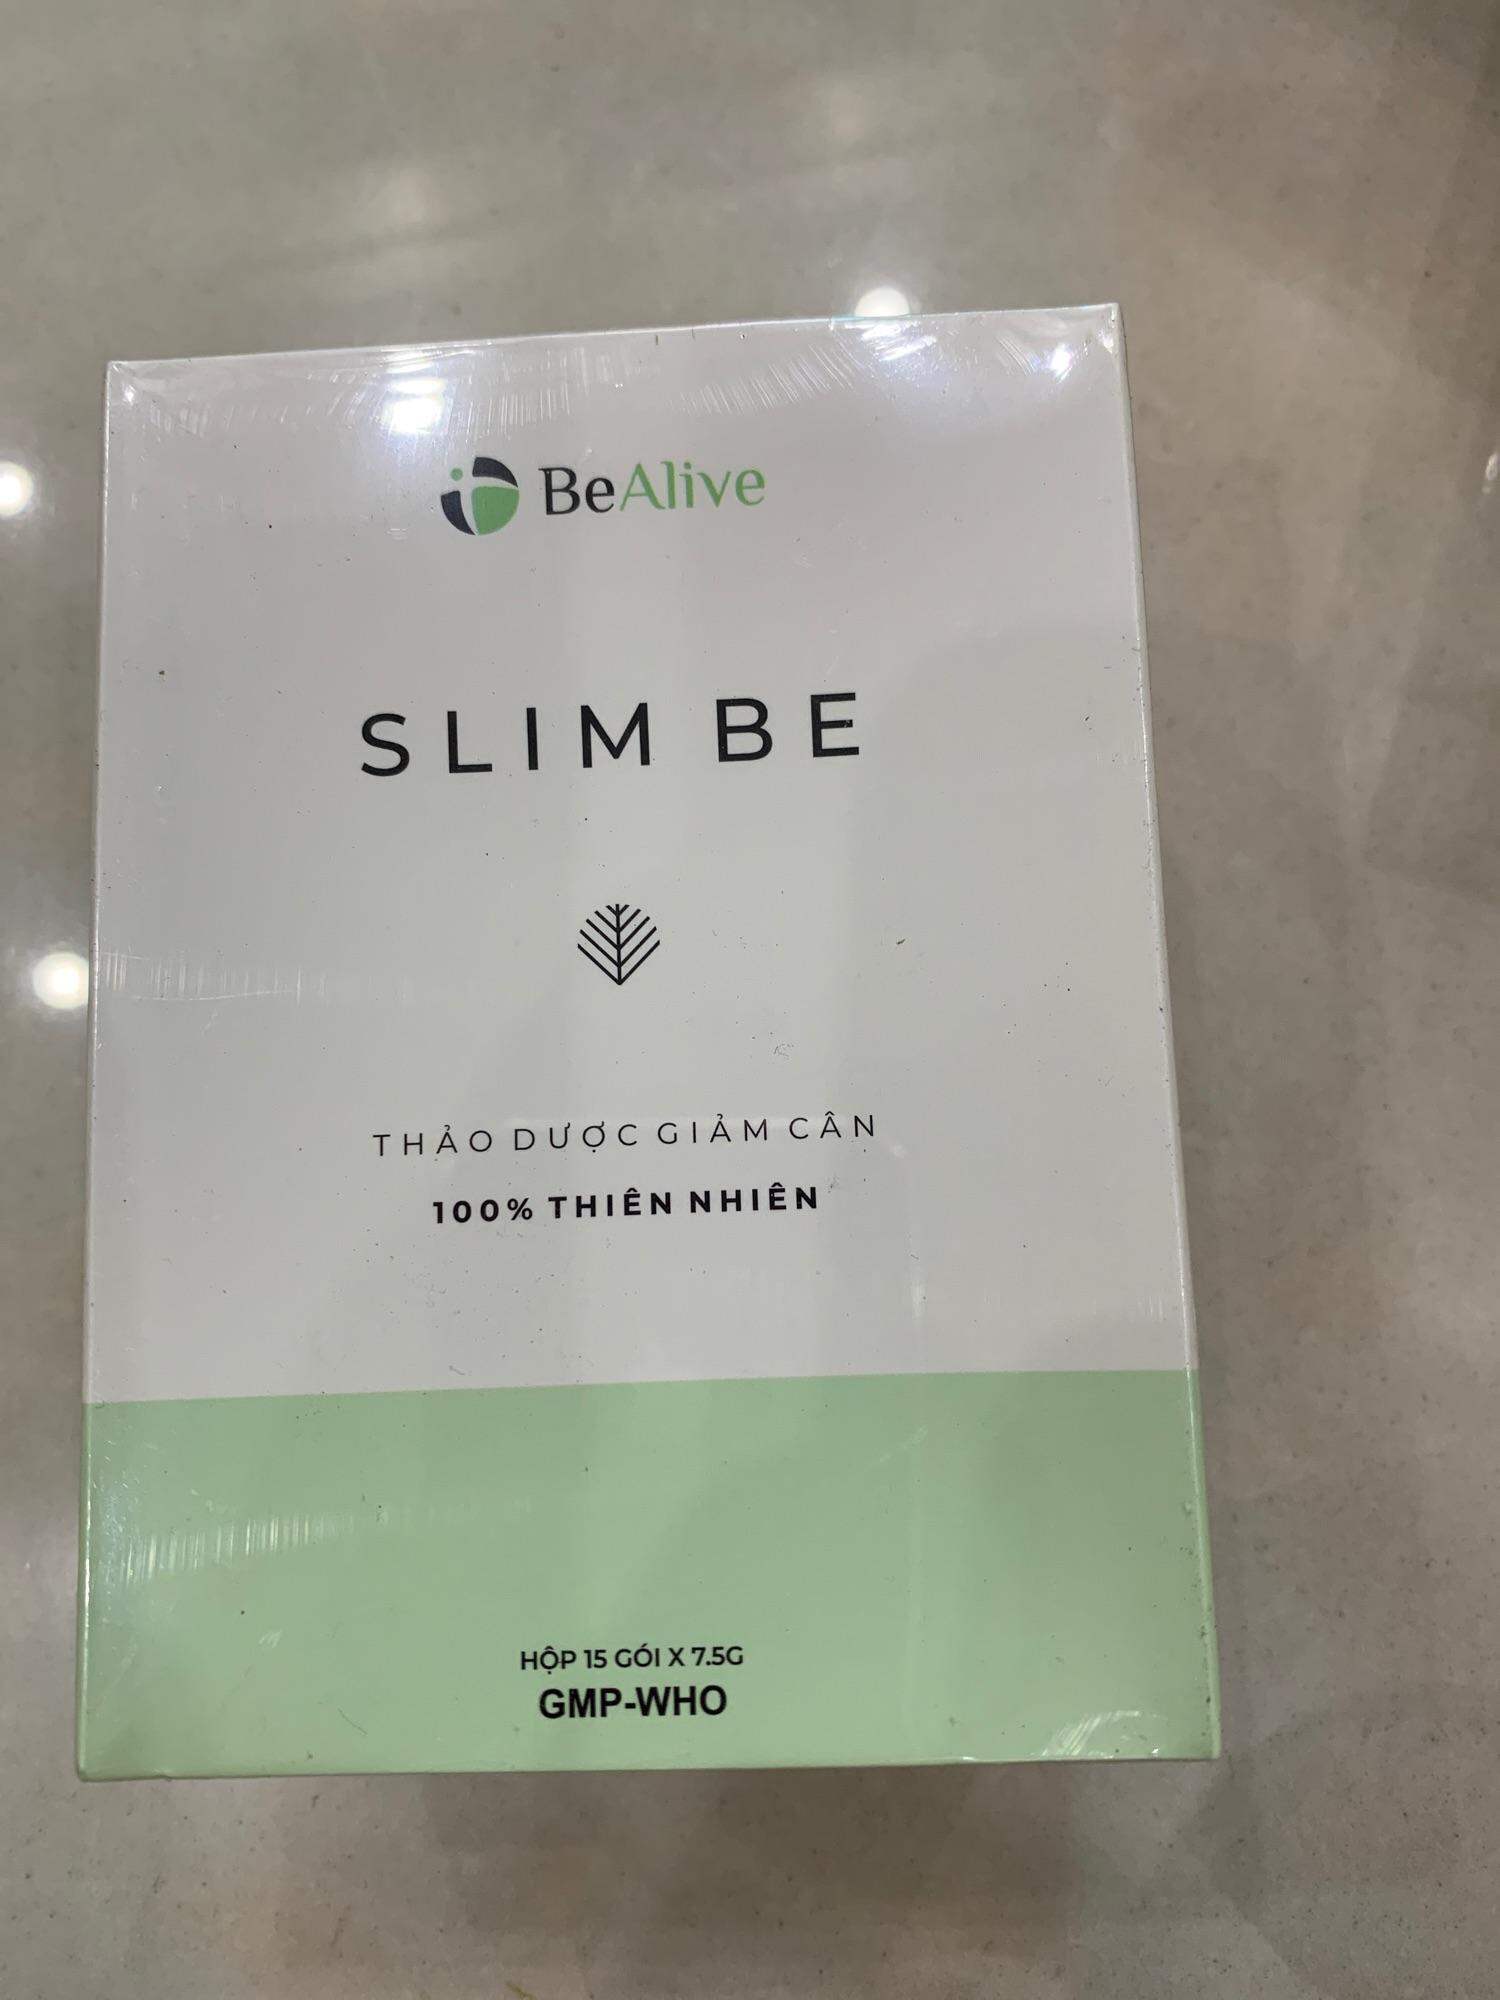 BeAlive
SLIM BE
THẢO DƯỢC GIẢM CÂN
100% THIÊN NHIÊN
HỘP 15 GÓI X 7.5G
GMP-WHO